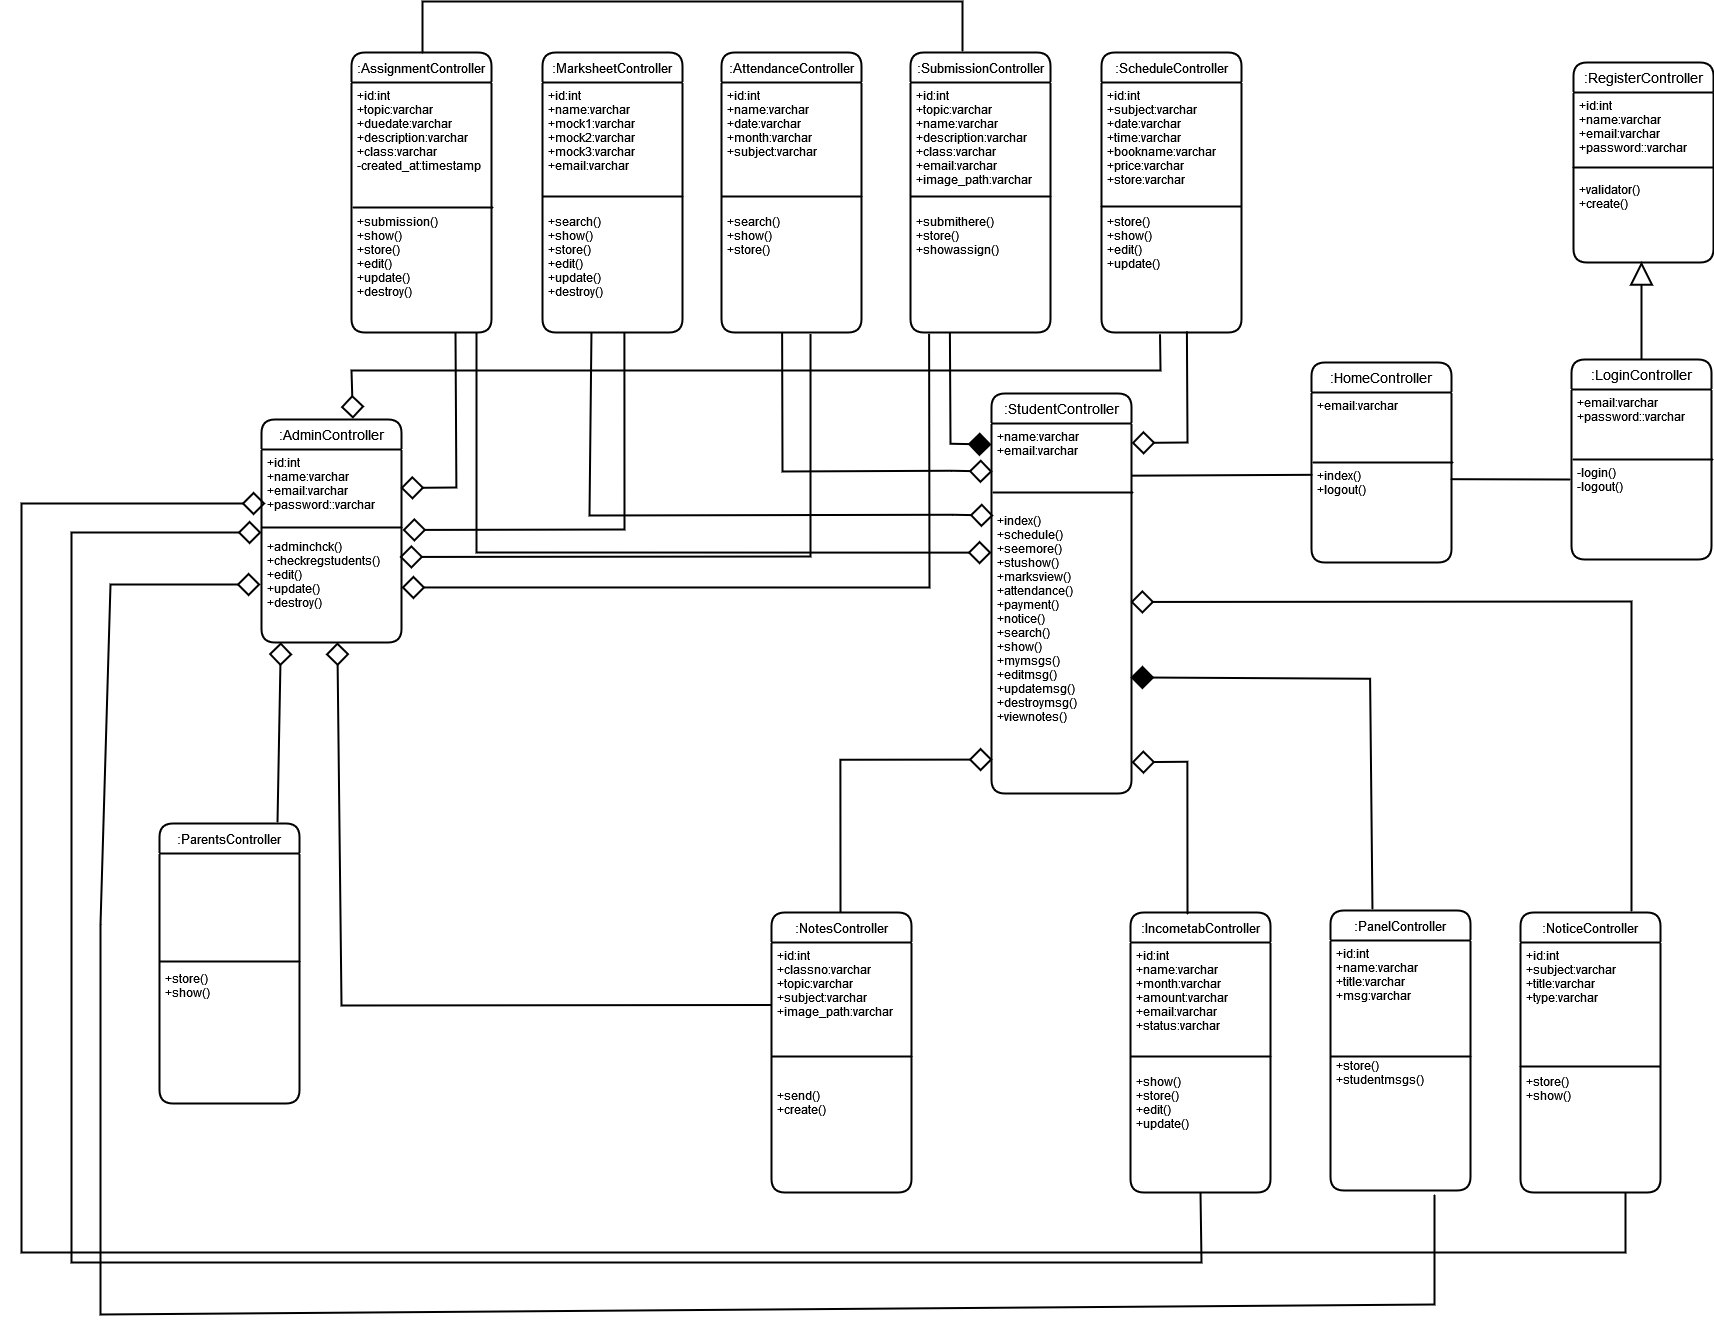 :AssignmentController
+id:int
+topic:varchar
+duedate:varchar
+description:varchar
+class:varchar
-created_at:timestamp
+submission()
+show()
+store()
+edit()
+update()
+destroy()
:MarksheetController
+id:int
+name:varchar
+mock1:varchar
+mock2:varchar
+mock3:varchar
+email:varchar
+search()
+show()
+store()
+edit()
+update()
+destroy()
:AttendanceController
+id:int
+name:varchar
+date:varchar
+month:varchar
+subject:varchar
+search()
+show()
+store()
:SubmissionController
+id:int
+topic:varchar
+name:varchar
+description:varchar
+class:varchar
+email:varchar
+image_path:varchar
+submithere()
+store()
+showassign()
:ScheduleController
+id:int
+subject:varchar
+date:varchar
+time:varchar
+bookname:varchar
+price:varchar
+store:varchar
+store()
+show()
+edit()
+update()
:RegisterController
+id:int
+name:varchar
+email:varchar
+password::varchar
+validator()
+create()
:AdminController
+id:int
+name:varchar
+email:varchar
+password::varchar
+adminchck()
+checkregstudents()
+edit()
+update()
+destroy()
:StudentController
+name:varchar
+email:varchar
+index()
+schedule()
+seemore()
+stushow()
+marksview()
+attendance()
+payment()
+notice()
+search()
+show()
+mymsgs()
+editmsg()
+updatemsg()
+destroymsg()
+viewnotes()
:HomeController
+email:varchar
+index()
+logout()
:LoginController
+email:varchar
+password::varchar
-login()
-logout()
:ParentsController
+store()
+show()
:NotesController
+id:int
+classno:varchar
+topic:varchar
+subject:varchar
+image_path:varchar
+send()
+create()
:IncometabController
+id:int
+name:varchar
+month:varchar
+amount:varchar
+email:varchar
+status:varchar
+show()
+store()
+edit()
+update()
:PanelController
+id:int
+name:varchar
+title:varchar
+msg:varchar
+store()
+studentmsgs()
:NoticeController
+id:int
+subject:varchar
+title:varchar
+type:varchar
+store()
+show()